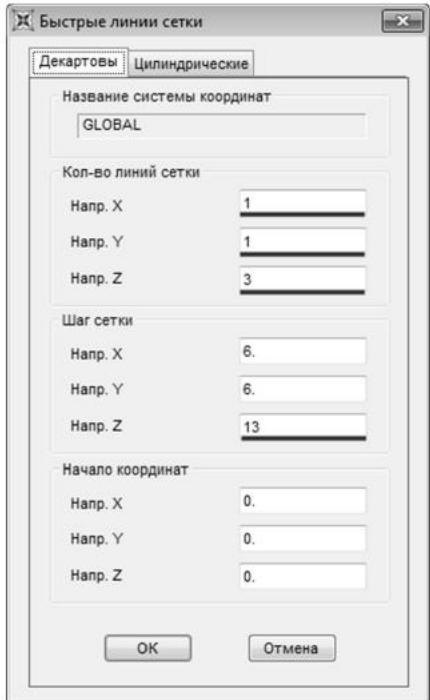 Быстрые линии сетки
Декартовы Цилиндрические
Название системы координат
GLOBAL
Кол-во линий сетки
Напр. X 1
Напр. Y 1
Напр. Z 3
Шаг сетки
Напр. X 6.
Напр. Y 6.
Напр. Z 13
Начало координат
Напр. X 0.
Напр. Y 0.
Напр. Z 0.
ОК Отмена